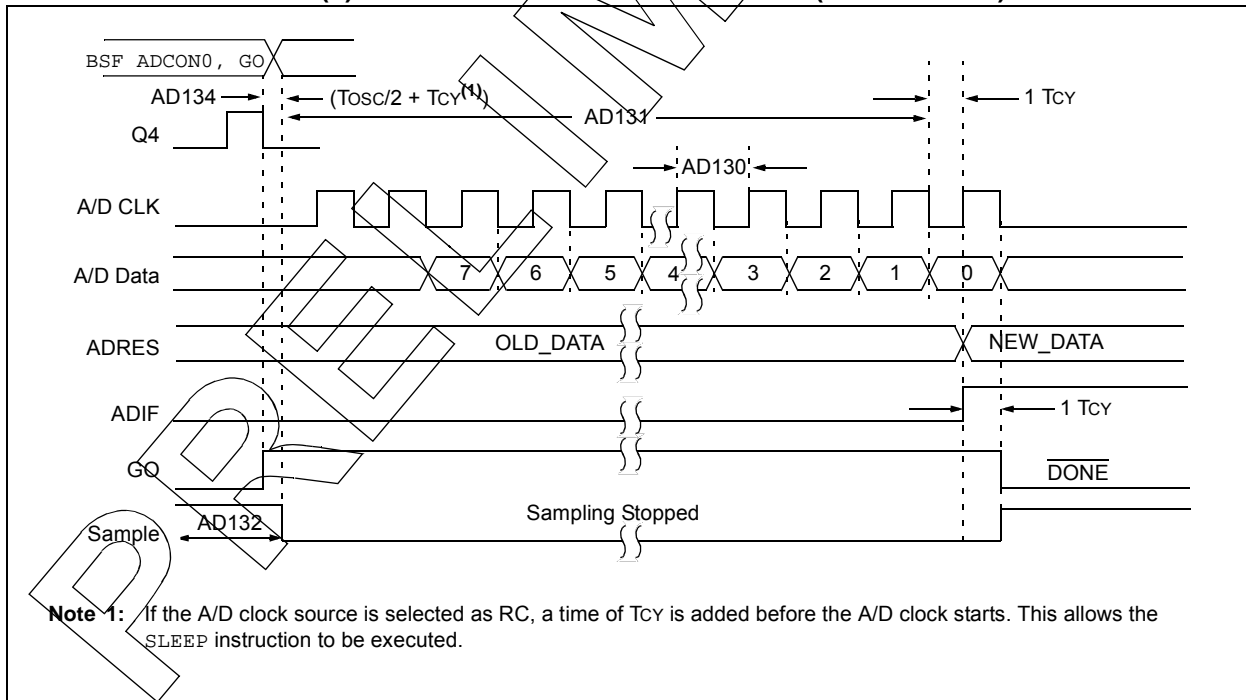 BSF ADCON0, GO
AD134
(TOSC/2 + TCY(1))
1 TCY
AD131
Q4
AD130
A/D CLK
A/D Data
7 6 5 4 3 2 1 0
ADRES
OLD_DATA
NEW_DATA
ADIF
1 TCY
GO
DONE
Sample
AD132
Sampling Stopped
Note 1: If the A/D clock source is selected as RC, a time of TCY is added before the A/D clock starts. This allows the
SLEEP instruction to be executed.